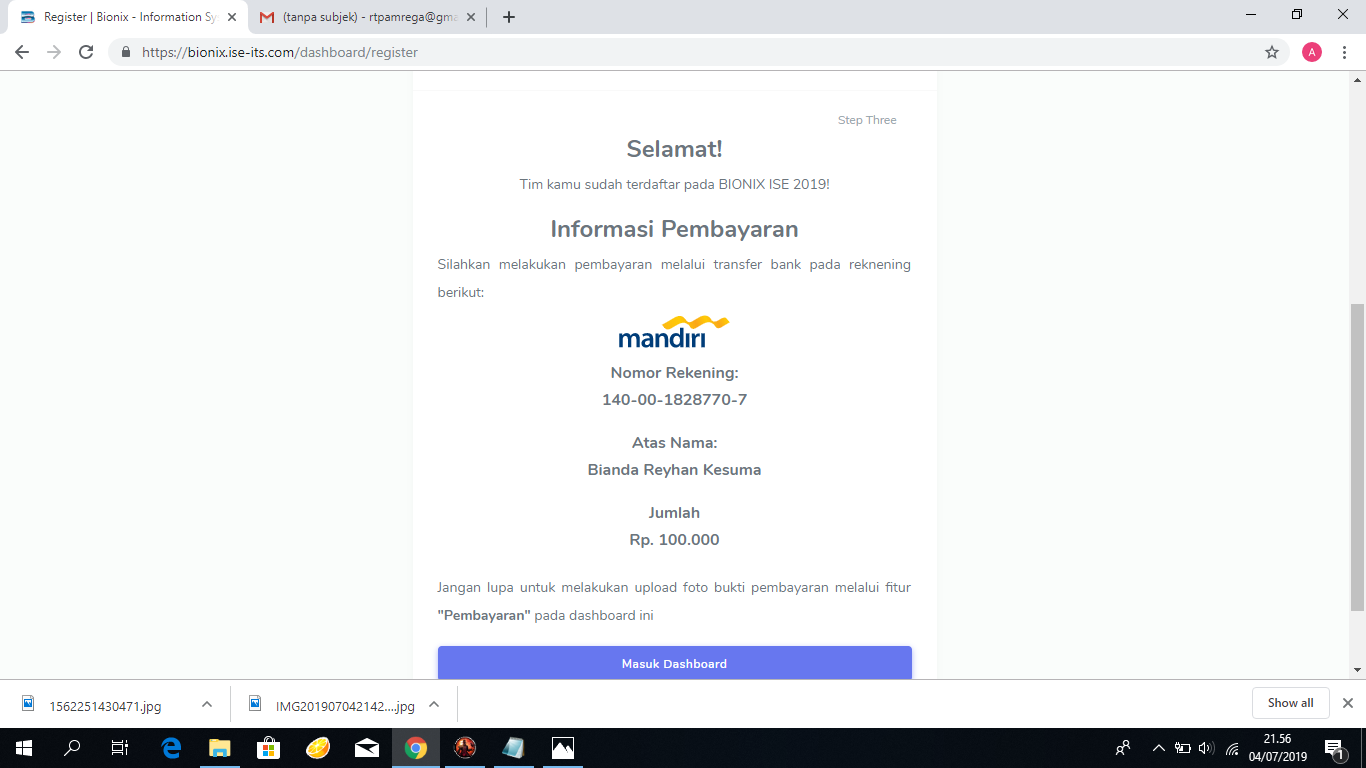 Register | Bionix - Information Sy
(tanpa subjek) - rtpamrega@gma
https://bionix.ise-its.com/dashboard/register
A
Step Three
Selamat!
Tim kamu sudah terdaftar pada BIONIX ISE 2019!
Informasi Pembayaran
Silahkan melakukan pembayaran melalui transfer bank pada reknening
berikut:
mandiri
Nomor Rekening:
140-00-1828770-7
Atas Nama:
Bianda Reyhan Kesuma
Jumlah
Rp. 100.000
Jangan lupa untuk melakukan upload foto bukti pembayaran melalui fitur
"Pembayaran" pada dashboard ini
Masuk Dashboard
1562251430471.jpg
IMG201907042142....jpg
Show all
21.56
04/07/2019
1